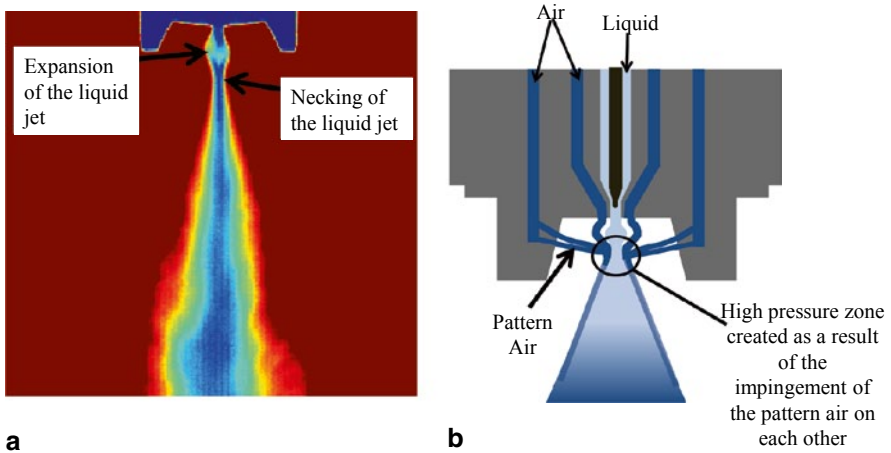 Expansion
of the liquid
jet
Necking of
the liquid jet
a
Air
Liquid
Pattern
Air
High pressure zone
created as a result
of the
impingement of
the pattern air on
each other
b